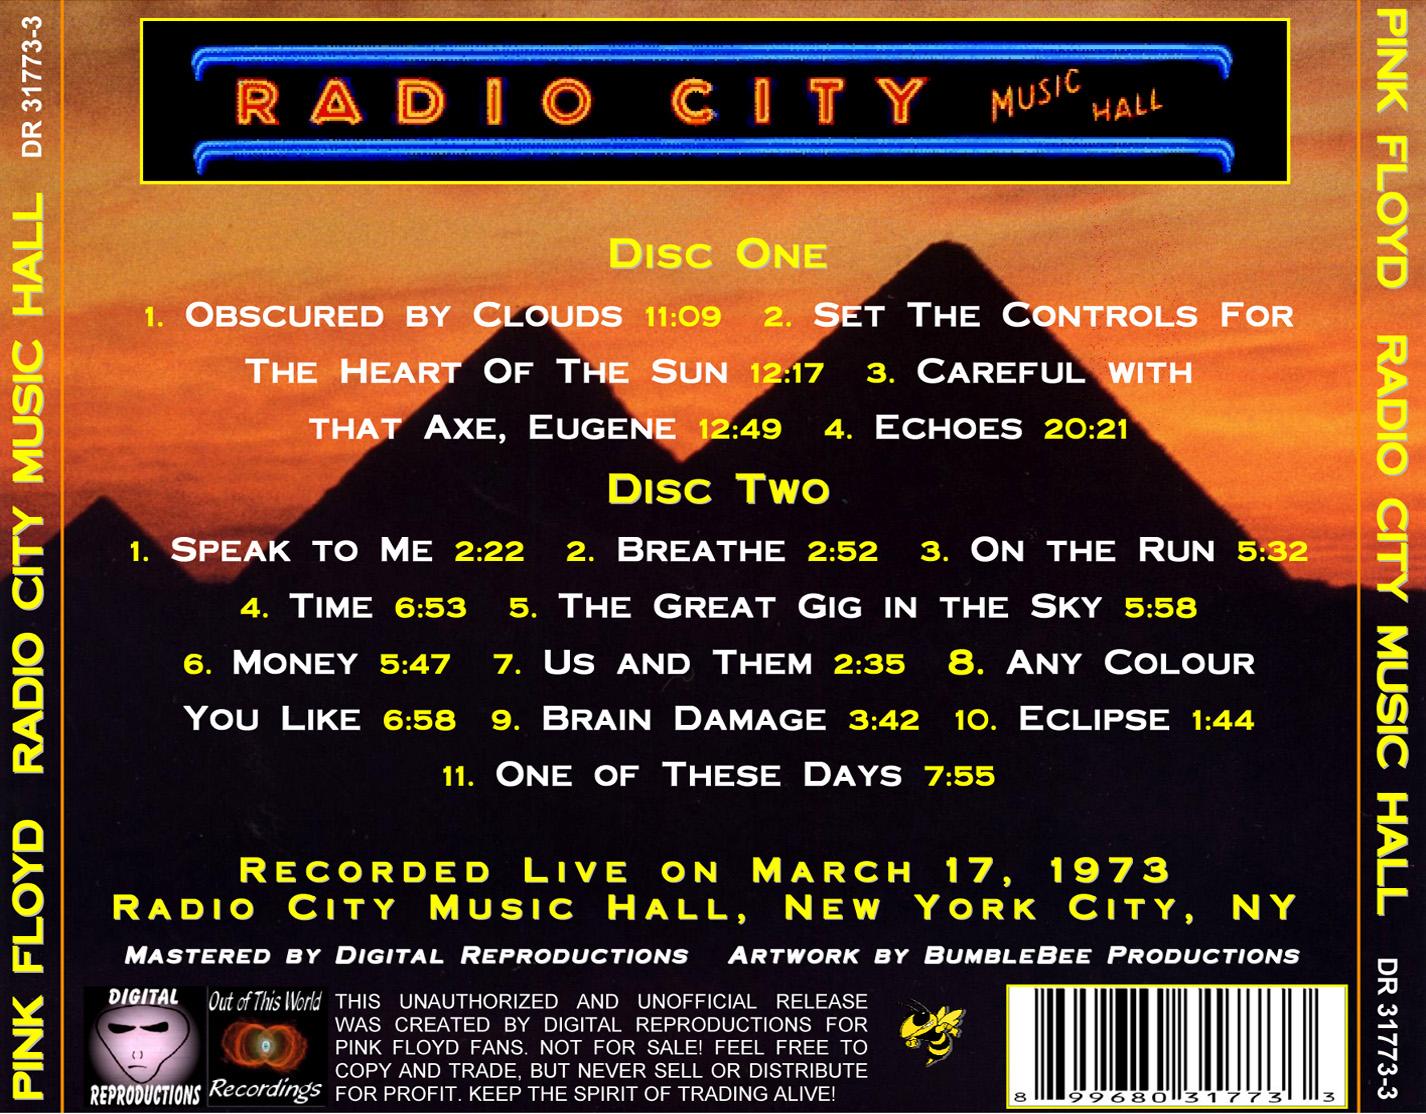 DR 31773-3
PINK FLOYD RADIO CITY MUSIC HALL
RADIO CITY MUSIC HALL
DISC ONE
1. OBSCURED BY CLOUDS 11:09 2. SET THE CONTROLS FOR
THE HEART OF THE SUN 12:17 3. CAREFUL WITH
THAT AXE, EUGENE 12:49 4. ECHOES 20:21
DISC TWO
1. SPEAK TO ME 2:22 2. BREATHE 2:52 3. ON THE RUN 5:32
4. TIME 6:53 5. THE GREAT GIG IN THE SKY 5:58
6. MONEY 5:47 7. US AND THEM 2:35 8. ANY COLOUR
YOU LIKE 6:58 9. BRAIN DAMAGE 3:42 10. ECLIPSE 1:44
11. ONE OF THESE DAYS 7:55
RECORDED LIVE ON MARCH 17, 1973
RADIO CITY MUSIC HALL, NEW YORK CITY, NY
MASTERED BY DIGITAL REPRODUCTIONS ARTWORK BY BUMBLEBEE PRODUCTIONS
DIGITAL
REPRODUCTIONS
Out of This World
Recordings
THIS UNAUTHORIZED AND UNOFFICIAL RELEASE
WAS CREATED BY DIGITAL REPRODUCTIONS FOR
PINK FLOYD FANS. NOT FOR SALE! FEEL FREE TO
COPY AND TRADE, BUT NEVER SELL OR DISTRIBUTE
FOR PROFIT. KEEP THE SPIRIT OF TRADING ALIVE!
8 99680 31773 3
PINK FLOYD RADIO CITY MUSIC HALL
DR 31773-3